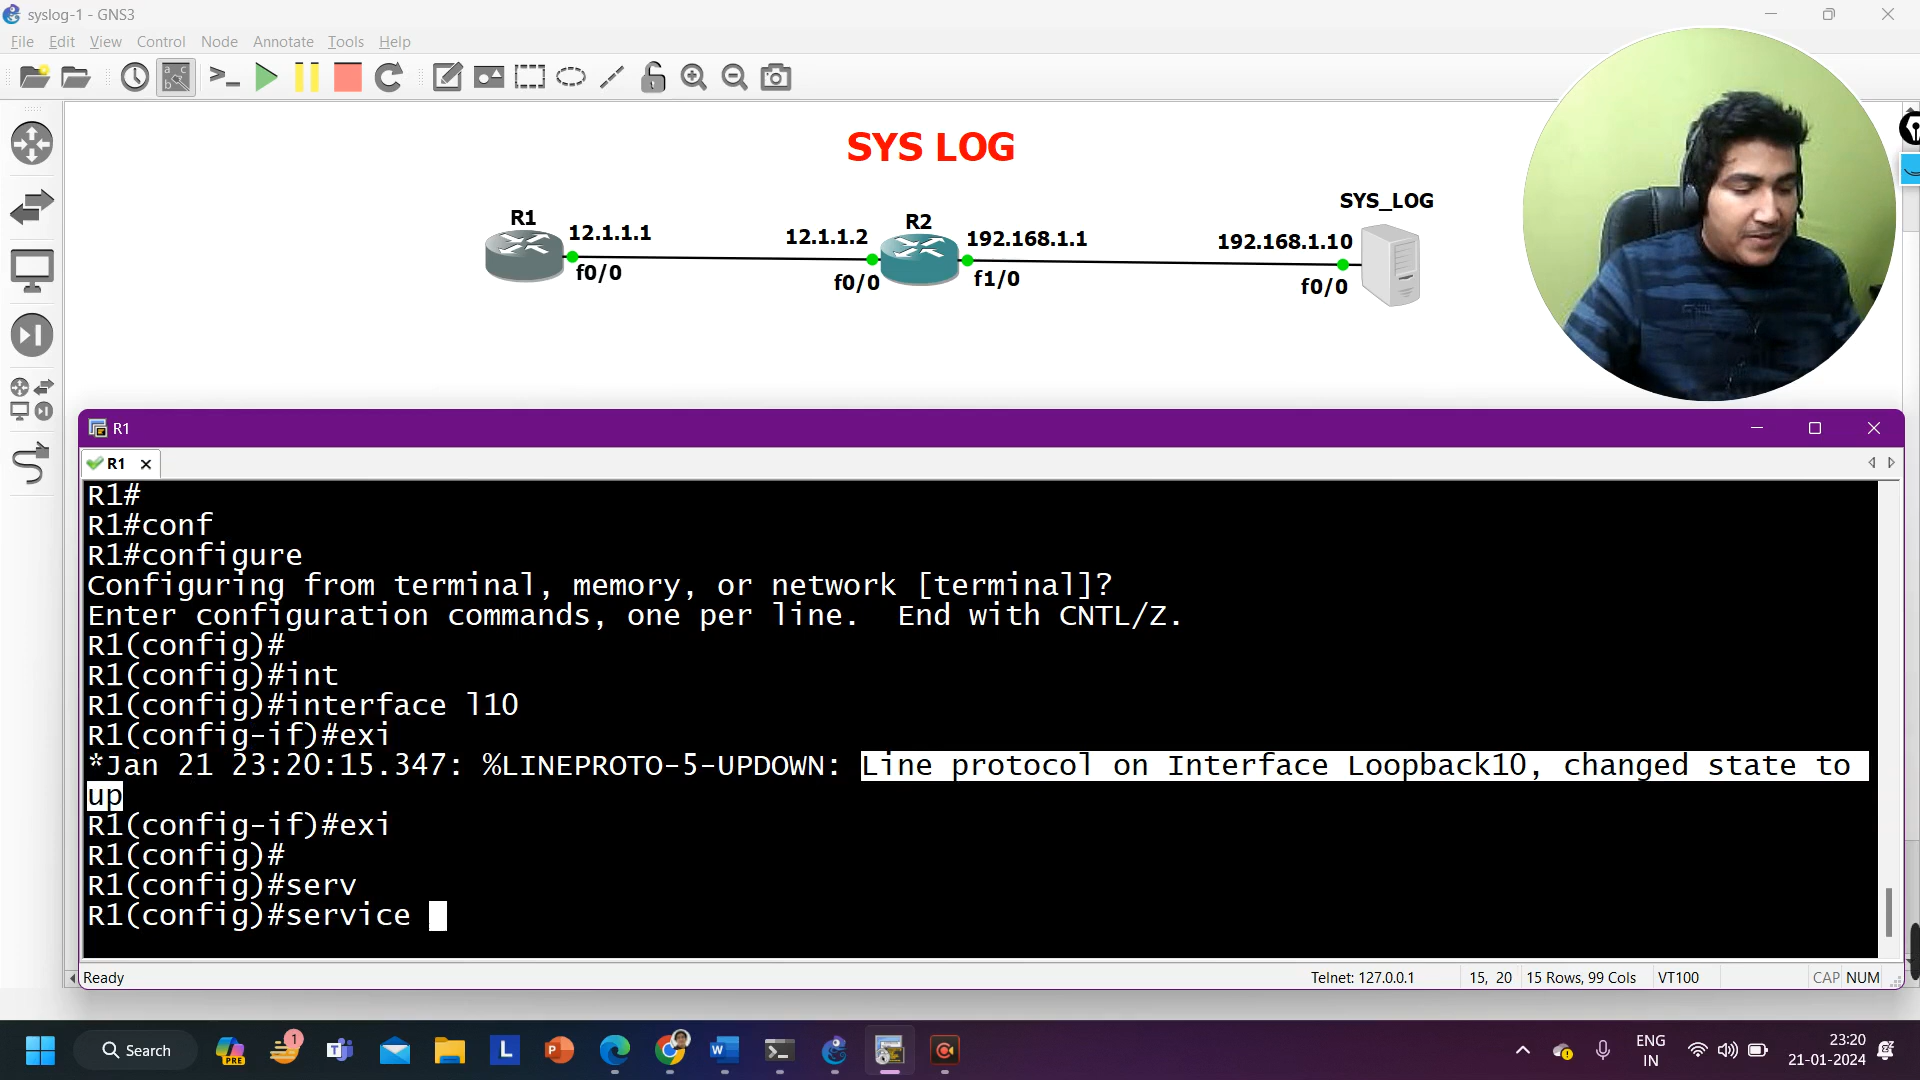 syslog-1 - GNS3
File Edit View Control Node Annotate Tools Help
SYS LOG
SYS_LOG
R1
R2
12.1.1.1
12.1.1.2
192.168.1.1
192.168.1.10
f0/0
f0/0
f1/0
f0/0
R1
R1
R1#
R1#conf
R1#configure
Configuring from terminal, memory, or network [terminal]?
Enter configuration commands, one per line.  End with CNTL/Z.
R1(config)#
R1(config)#int
R1(config)#interface l10
R1(config-if)#exi
*Jan 21 23:20:15.347: %LINEPROTO-5-UPDOWN: Line protocol on Interface Loopback10, changed state to
up
R1(config-if)#exi
R1(config)#
R1(config)#serv
R1(config)#service
Ready
Telnet: 127.0.0.1
15, 20
15 Rows, 99 Cols
VT100
CAP NUM
Search
PRE
1
L
ENG
IN
23:20
21-01-2024